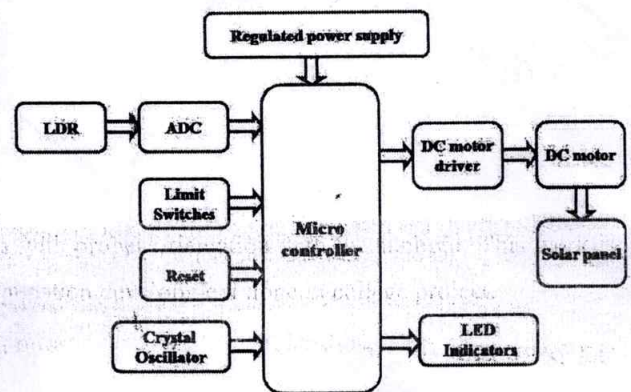 Regulated power supply
LDR
ADC
Limit
Switches
Reset
Crystal
Oscillator
Micro
controller
DC motor
driver
DC motor
Solar panel
LED
Indicators